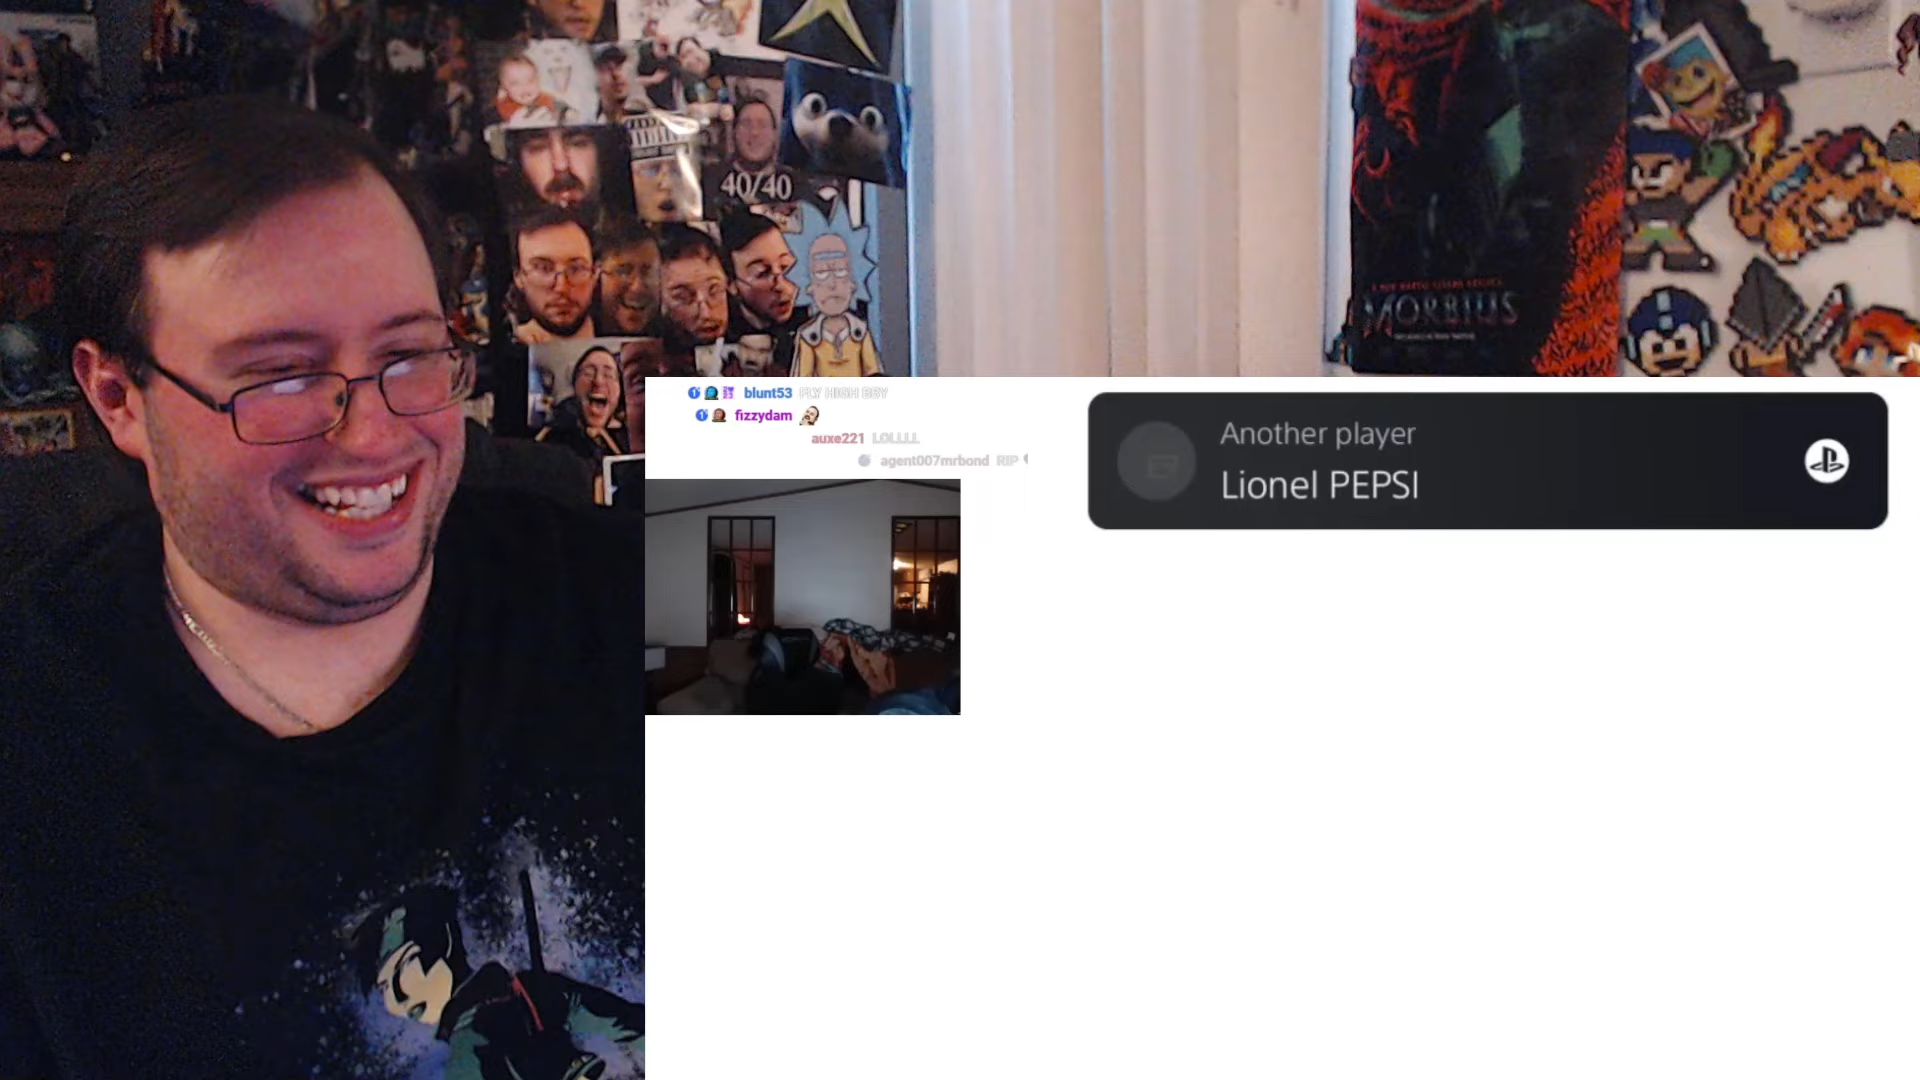 40/40
MORBIUS
blunt53 FLY HIGH BBY
fizzydam
auxe221 LOLLLL
agent007mrbond RIP
Another player
Lionel PEPSI